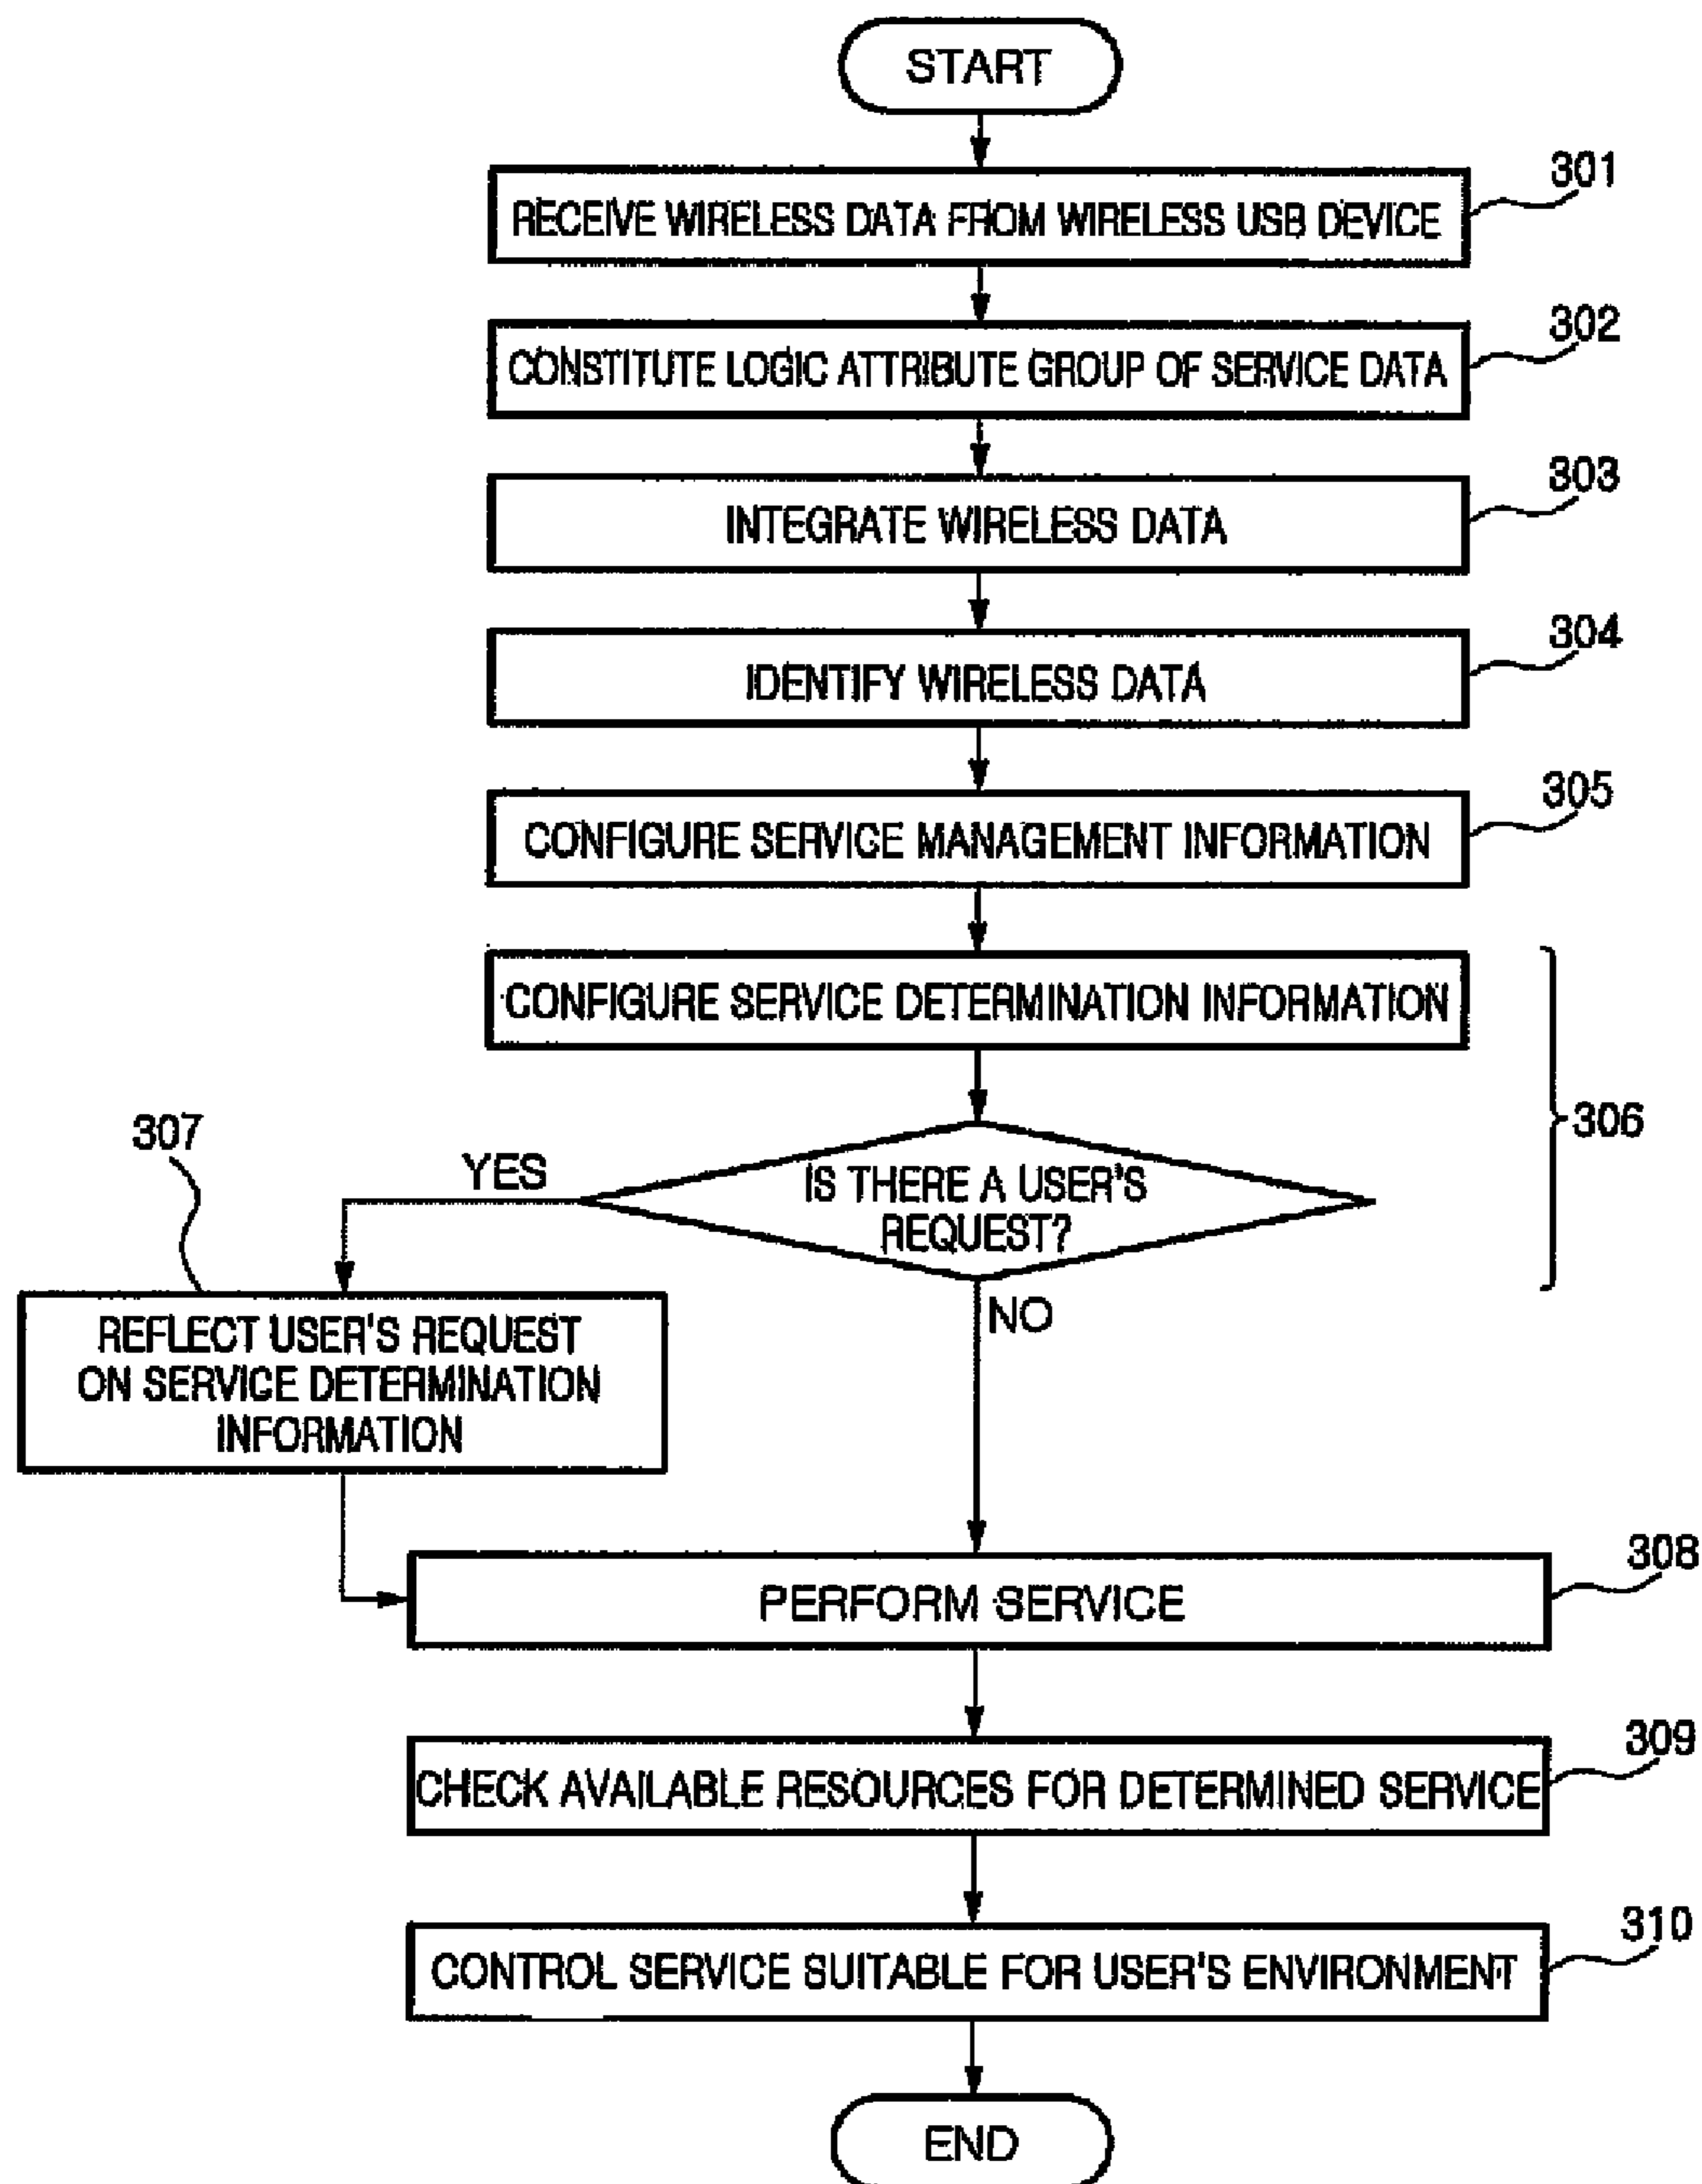 START
301
RECEIVE WIRELESS DATA FROM WIRELESS USB DEVICE
302
CONSTITUTE LOGIC ATTRIBUTE GROUP OF SERVICE DATA
303
INTEGRATE WIRELESS DATA
304
IDENTIFY WIRELESS DATA
305
CONFIGURE SERVICE MANAGEMENT INFORMATION
CONFIGURE SERVICE DETERMINATION INFORMATION
306
307
YES
IS THERE A USER'S
REQUEST?
NO
REFLECT USER'S REQUEST
ON SERVICE DETERMINATION
INFORMATION
308
PERFORM SERVICE
309
CHECK AVAILABLE RESOURCES FOR DETERMINED SERVICE
310
CONTROL SERVICE SUITABLE FOR USER'S ENVIRONMENT
END